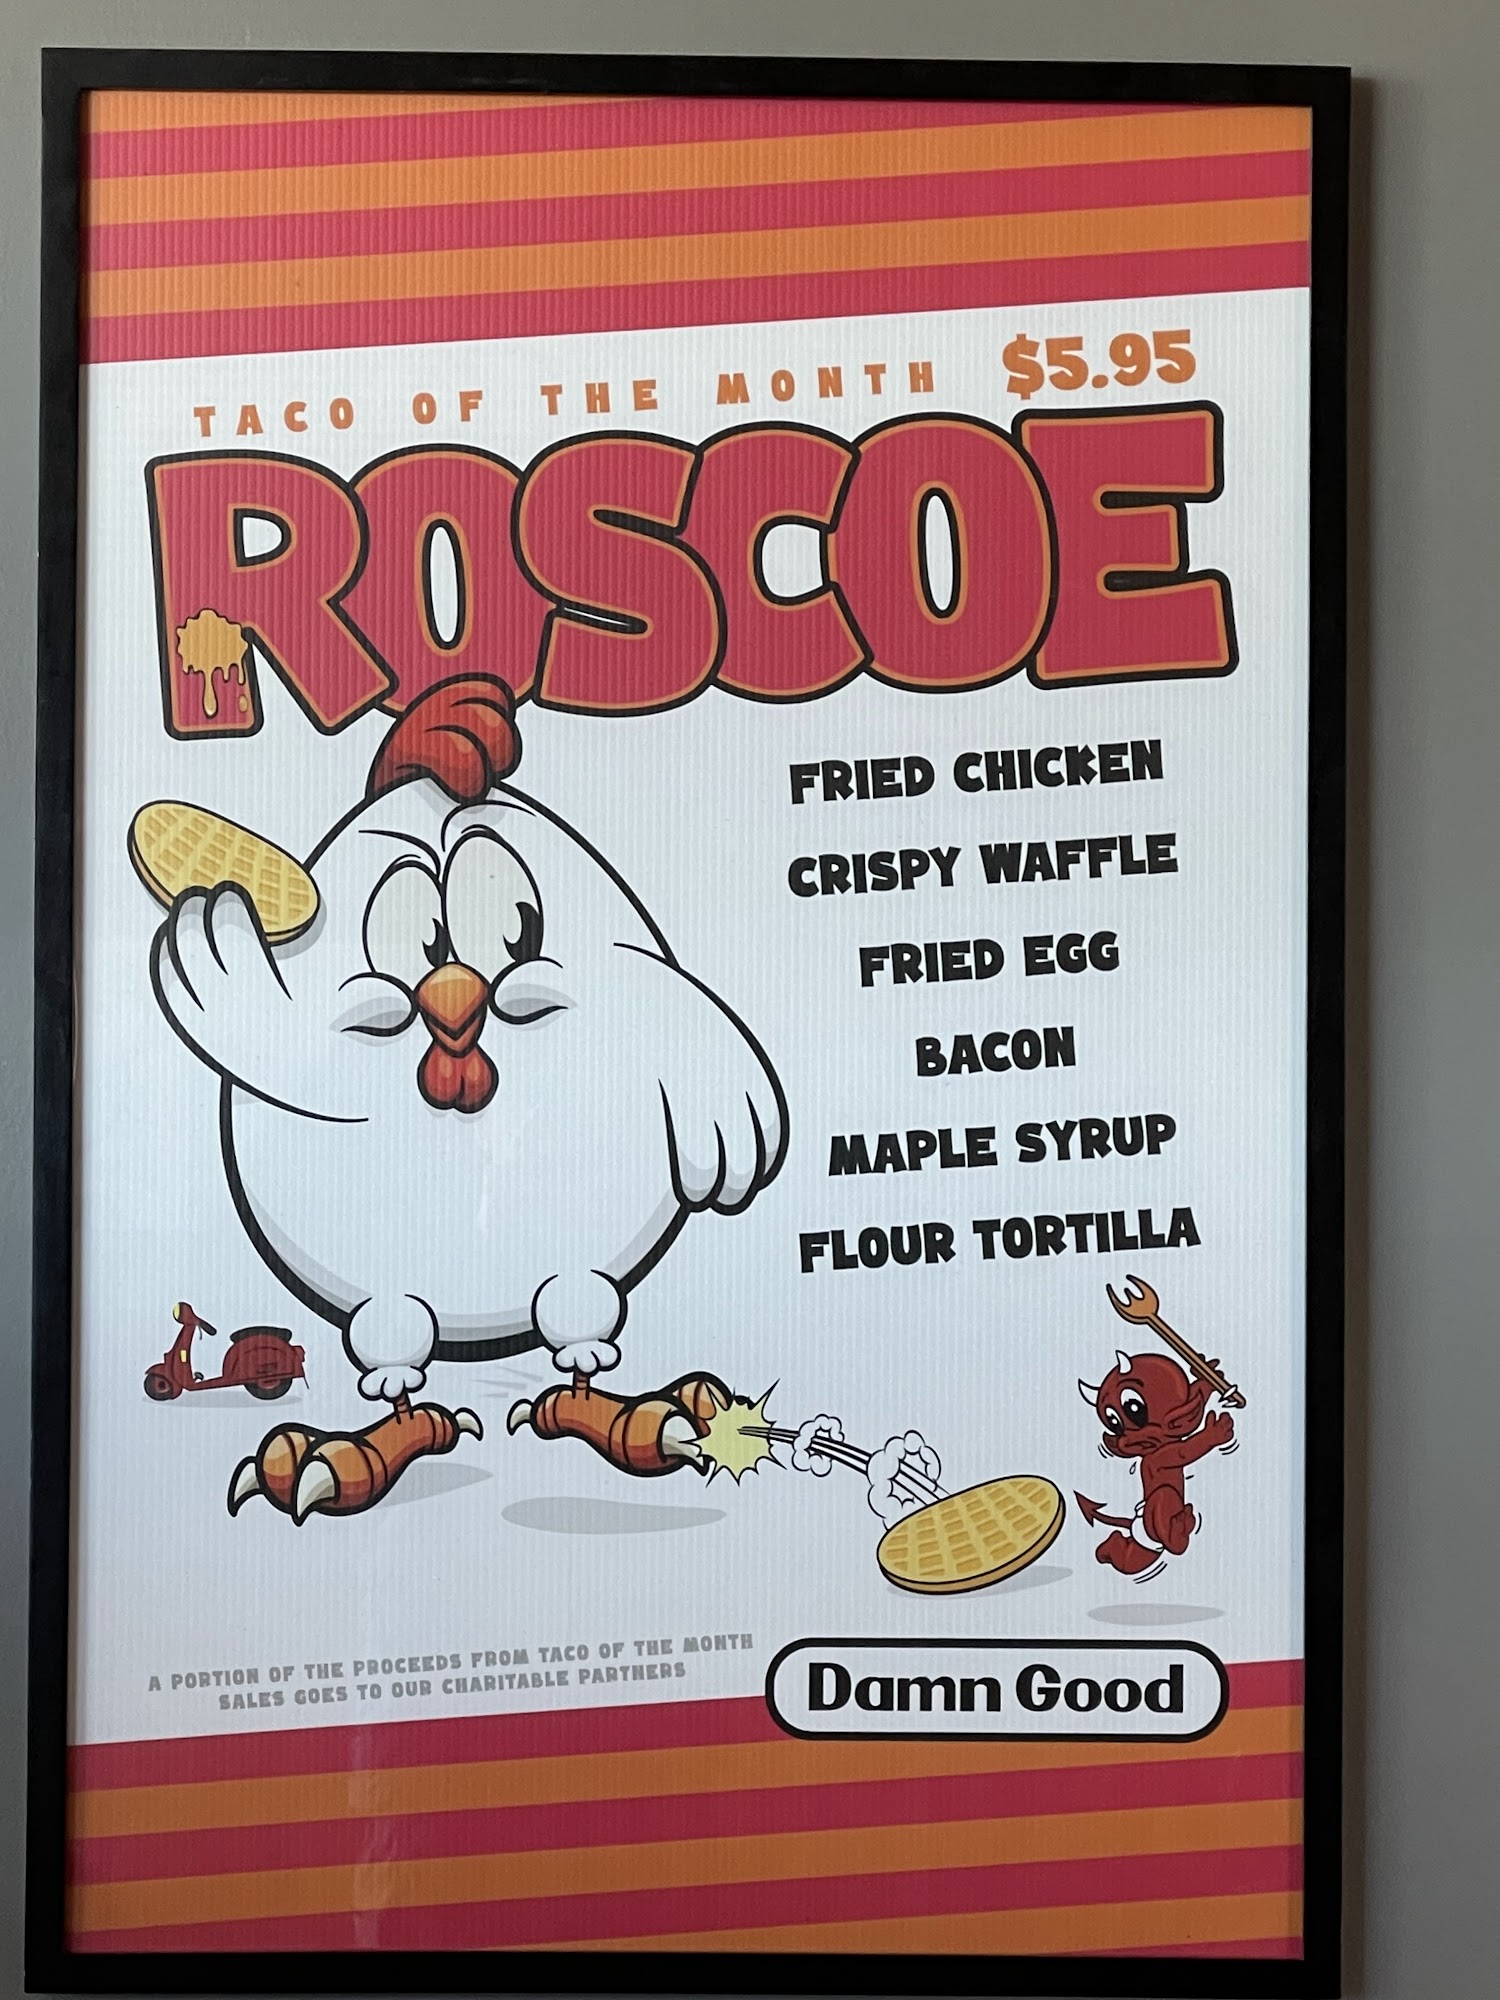 TACO OF THE MONTH $5.95
ROSCOE
FRIED CHICKEN
CRISPY WAFFLE
FRIED EGG
BACON
MAPLE SYRUP
FLOUR TORTILLA
A PORTION OF THE PROCEEDS FROM TACO OF THE MONTH
SALES GOES TO OUR CHARITABLE PARTNERS
Damn Good